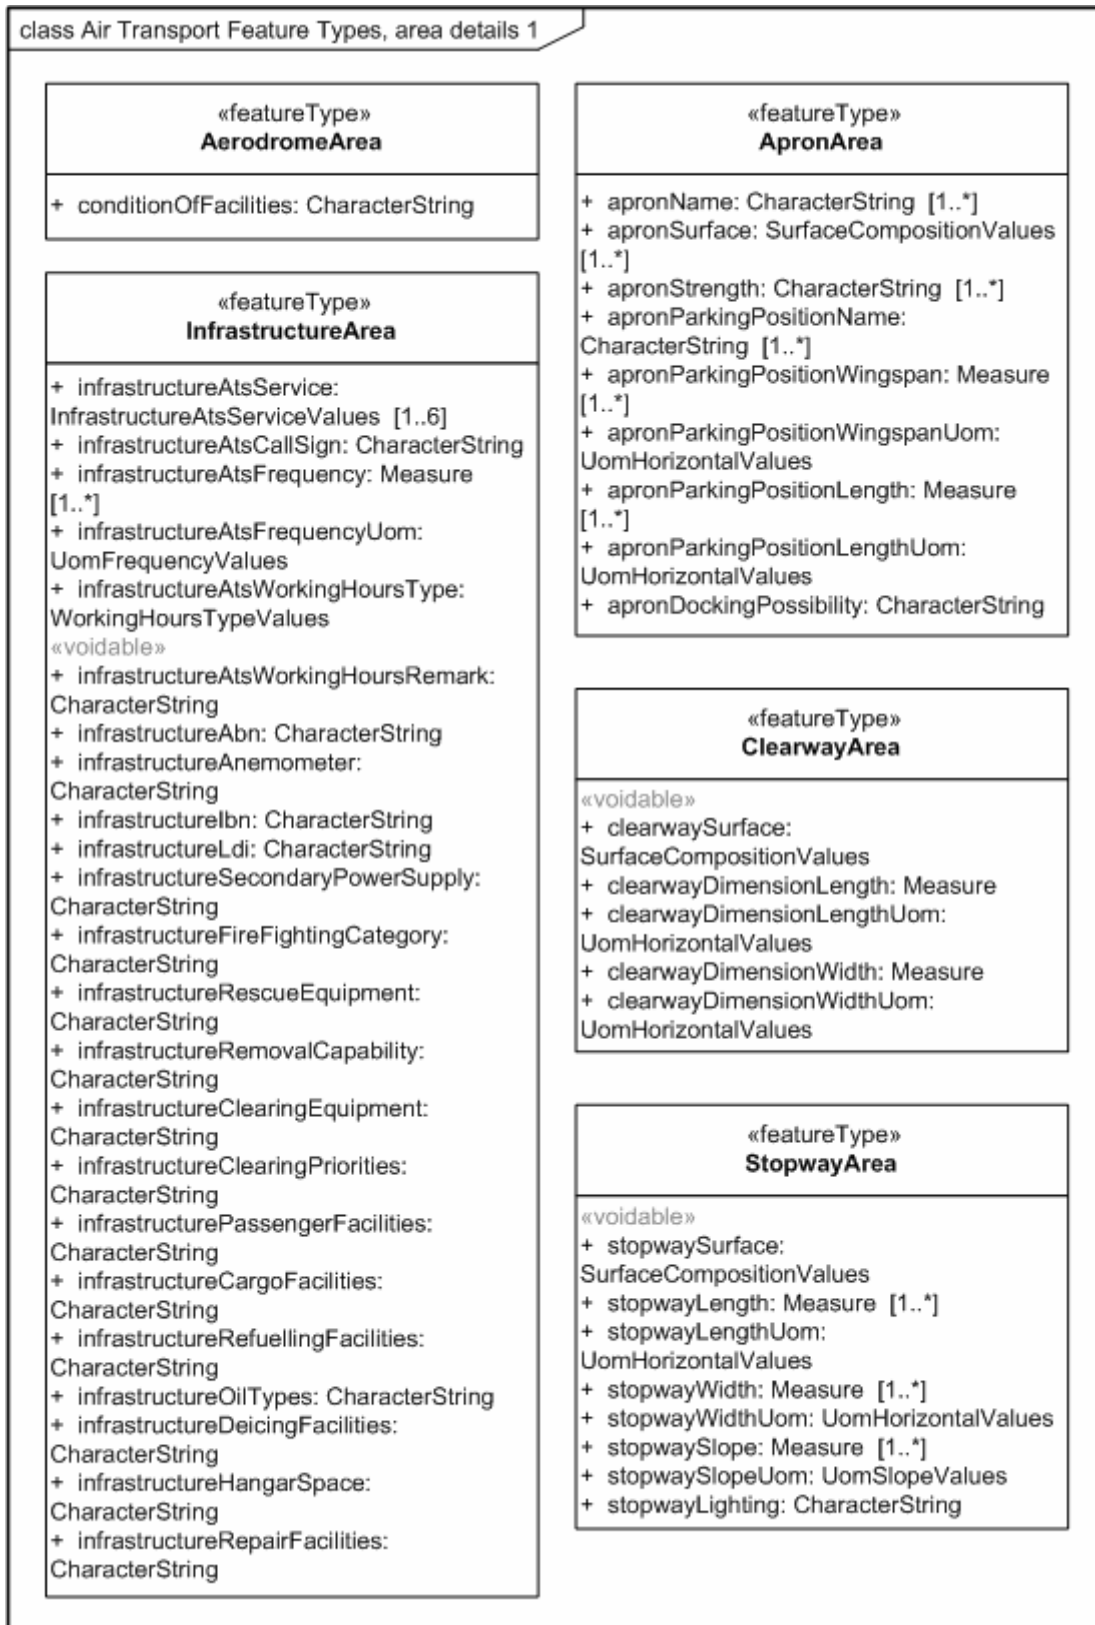 class Air Transport Feature Types, area details 1
«featureType»
AerodromeArea
+ conditionOfFacilities: CharacterString
«featureType»
InfrastructureArea
+ infrastructureAtsService:
InfrastructureAtsServiceValues [1..6]
+ infrastructureAtsCallSign: CharacterString
+ infrastructureAtsFrequency: Measure
[1..*]
+ infrastructureAtsFrequencyUom:
UomFrequencyValues
+ infrastructureAtsWorkingHoursType:
WorkingHoursTypeValues
«voidable»
+ infrastructureAtsWorkingHoursRemark:
CharacterString
+ infrastructureAbn: CharacterString
+ infrastructureAnemometer:
CharacterString
+ infrastructureIbn: CharacterString
+ infrastructureLdi: CharacterString
+ infrastructureSecondaryPowerSupply:
CharacterString
+ infrastructureFireFightingCategory:
CharacterString
+ infrastructureRescueEquipment:
CharacterString
+ infrastructureRemovalCapability:
CharacterString
+ infrastructureClearingEquipment:
CharacterString
+ infrastructureClearingPriorities:
CharacterString
+ infrastructurePassengerFacilities:
CharacterString
+ infrastructureCargoFacilities:
CharacterString
+ infrastructureRefuellingFacilities:
CharacterString
+ infrastructureOilTypes: CharacterString
+ infrastructureDeicingFacilities:
CharacterString
+ infrastructureHangarSpace:
CharacterString
+ infrastructureRepairFacilities:
CharacterString
«featureType»
ApronArea
+ apronName: CharacterString [1..*]
+ apronSurface: SurfaceCompositionValues
[1..*]
+ apronStrength: CharacterString [1..*]
+ apronParkingPositionName:
CharacterString [1..*]
+ apronParkingPositionWingspan: Measure
[1..*]
+ apronParkingPositionWingspanUom:
UomHorizontalValues
+ apronParkingPositionLength: Measure
[1..*]
+ apronParkingPositionLengthUom:
UomHorizontalValues
+ apronDockingPossibility: CharacterString
«featureType»
ClearwayArea
«voidable»
+ clearwaySurface:
SurfaceCompositionValues
+ clearwayDimensionLength: Measure
+ clearwayDimensionLengthUom:
UomHorizontalValues
+ clearwayDimensionWidth: Measure
+ clearwayDimensionWidthUom:
UomHorizontalValues
«featureType»
StopwayArea
«voidable»
+ stopwaySurface:
SurfaceCompositionValues
+ stopwayLength: Measure [1..*]
+ stopwayLengthUom:
UomHorizontalValues
+ stopwayWidth: Measure [1..*]
+ stopwayWidthUom: UomHorizontalValues
+ stopwaySlope: Measure [1..*]
+ stopwaySlopeUom: UomSlopeValues
+ stopwayLighting: CharacterString